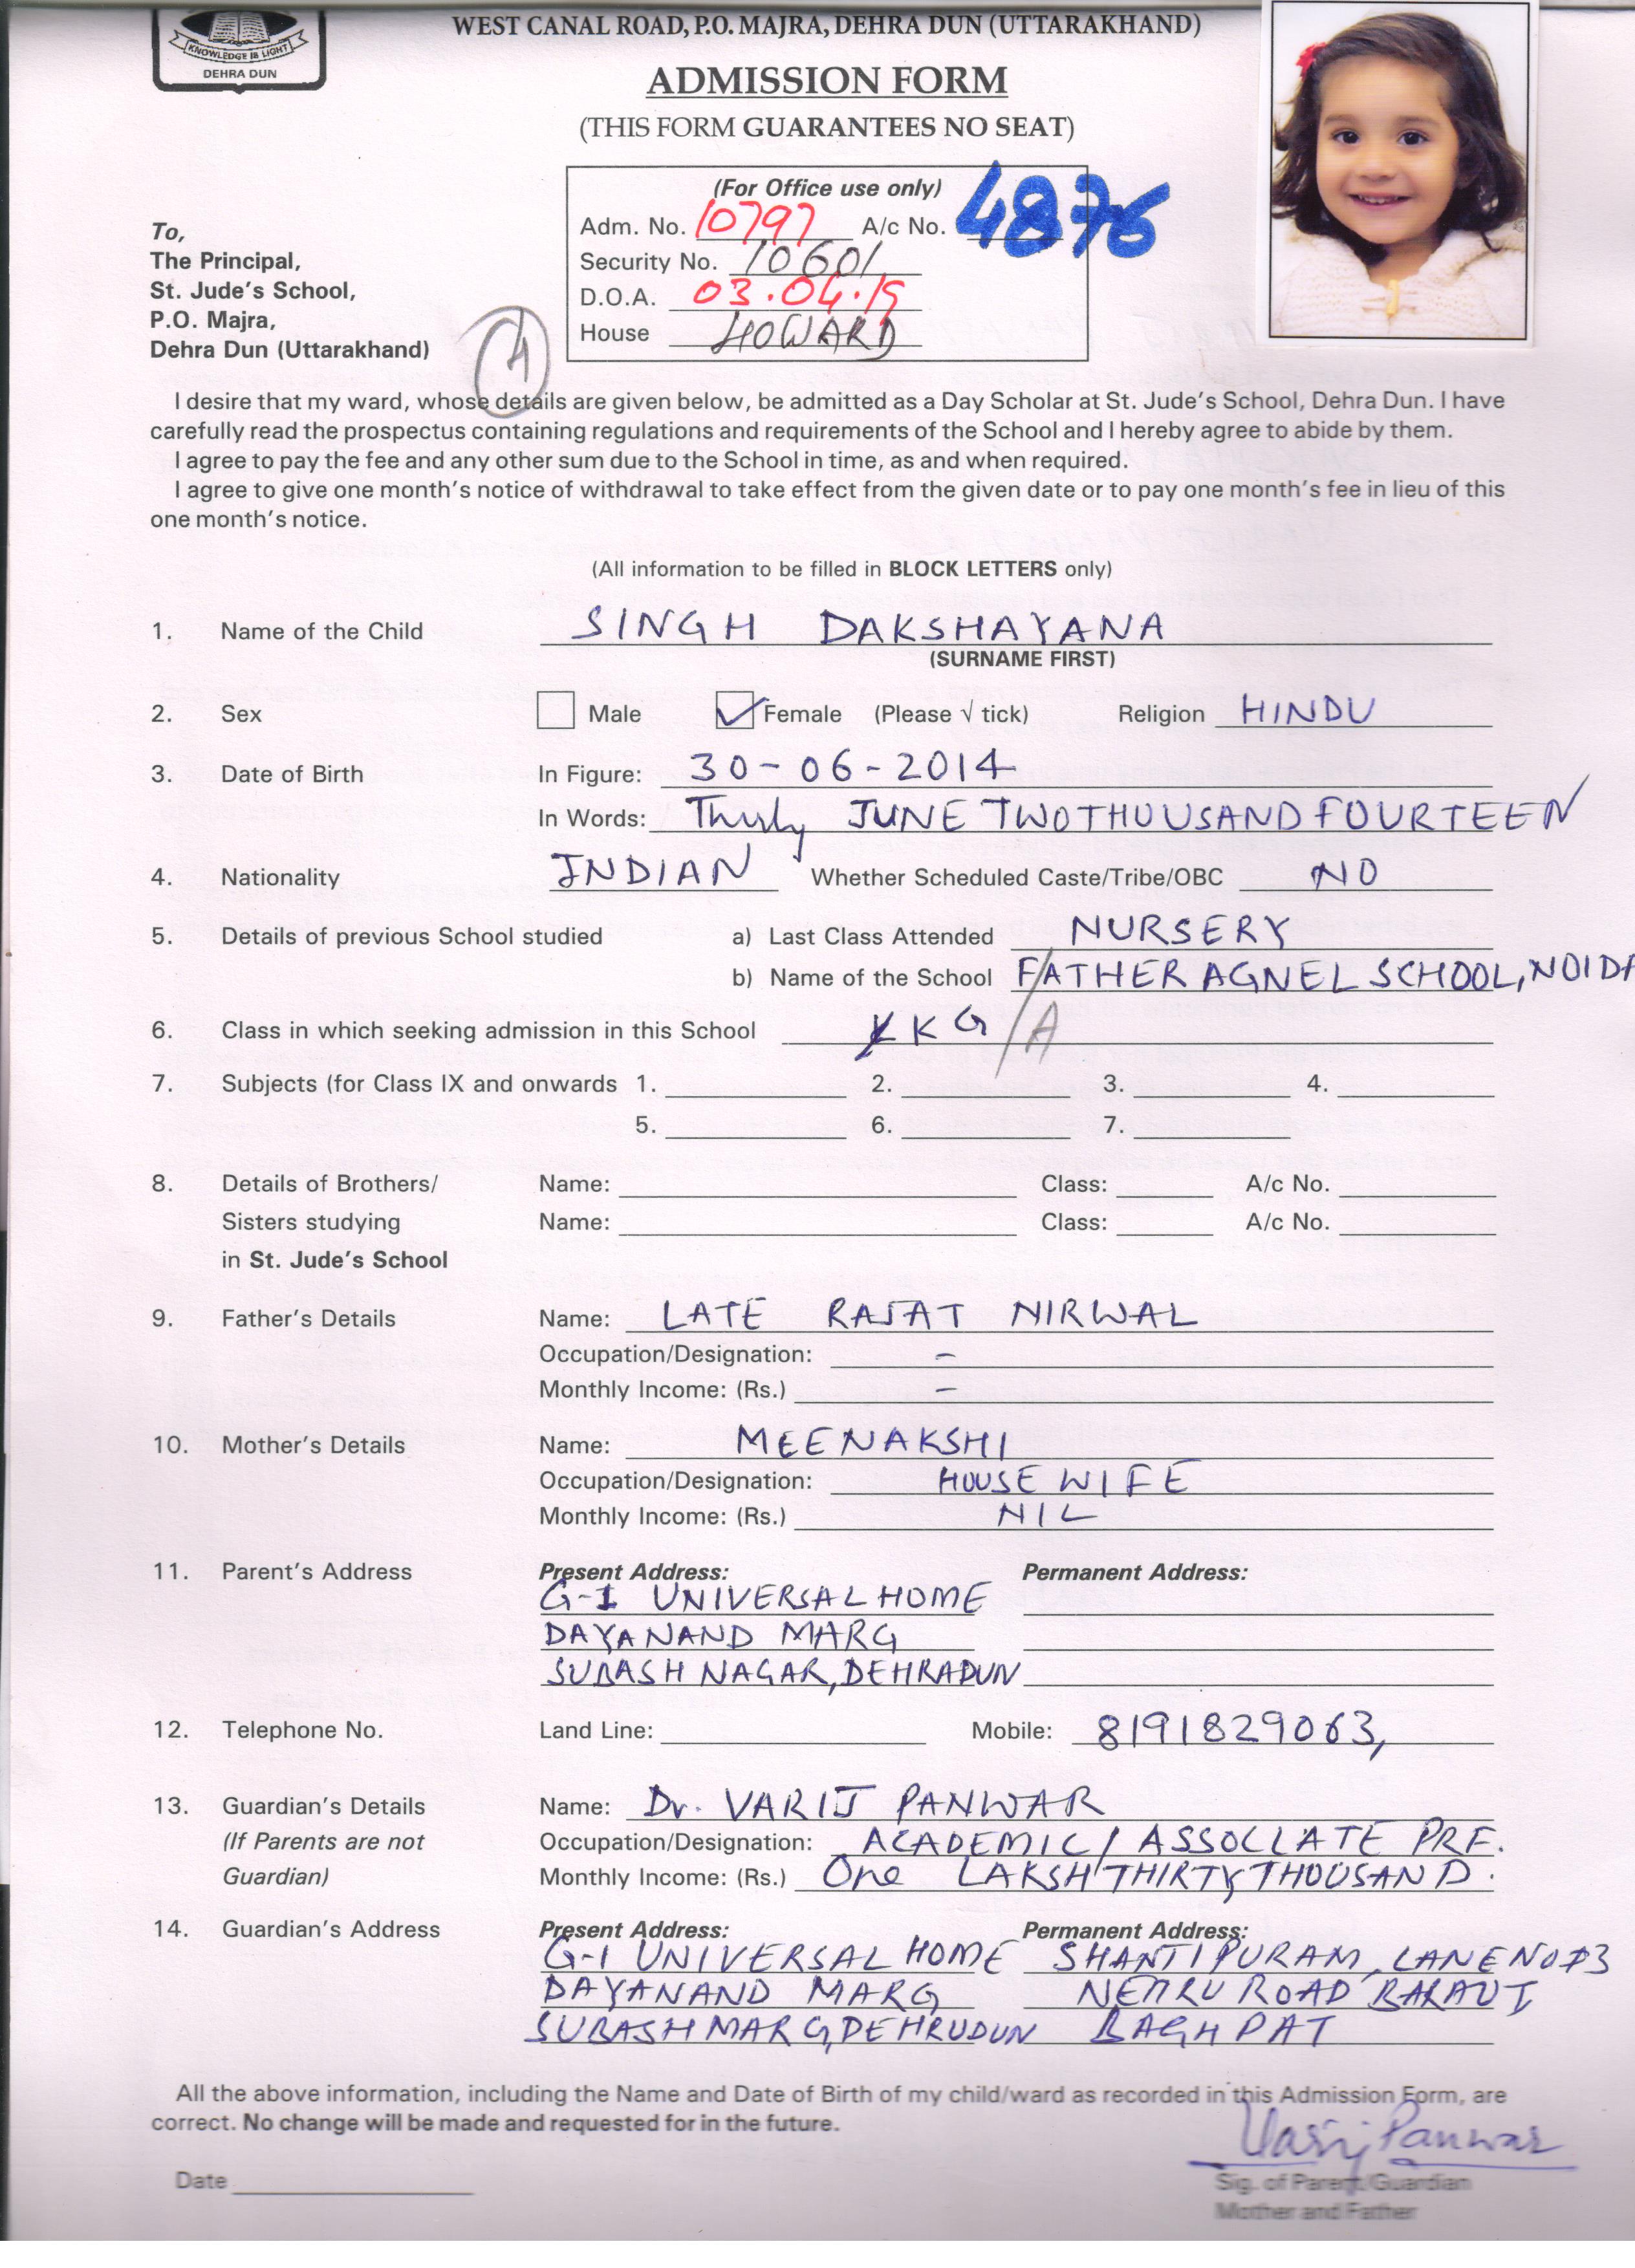 KNOWLEDGE IS LIGHT
DEHRA DUN
WEST CANAL ROAD, P.O. MAJRA, DEHRA DUN (UTTARAKHAND)
ADMISSION FORM
(THIS FORM GUARANTEES NO SEAT)
(For Office use only)
Adm. No. 10797 A/c No. 4876
Security No. 10601
D.O.A. 03.04.19
House HOWARD
To,
The Principal,
St. Jude's School,
P.O. Majra,
Dehra Dun (Uttarakhand)
I desire that my ward, whose details are given below, be admitted as a Day Scholar at St. Jude's School, Dehra Dun. I have
carefully read the prospectus containing regulations and requirements of the School and I hereby agree to abide by them.
I agree to pay the fee and any other sum due to the School in time, as and when required.
I agree to give one month's notice of withdrawal to take effect from the given date or to pay one month's fee in lieu of this
one month's notice.
(All information to be filled in BLOCK LETTERS only)
1. Name of the Child SINGH DAKSHAYANA
(SURNAME FIRST)
2. Sex Male Female (Please √ tick) Religion HINDU
3. Date of Birth In Figure: 30-06-2014
In Words: Thirty JUNE TWOTHOUUSAND FOURTEEN
4. Nationality INDIAN Whether Scheduled Caste/Tribe/OBC NO
5. Details of previous School studied a) Last Class Attended NURSERY
b) Name of the School FATHER AGNEL SCHOOL, NOIDA
6. Class in which seeking admission in this School KG/A
7. Subjects (for Class IX and onwards 1. 2. 3. 4.
5. 6. 7.
8. Details of Brothers/ Name: Class: A/c No.
Sisters studying Name: Class: A/c No.
in St. Jude's School
9. Father's Details Name: LATE RAJAT NIRWAL
Occupation/Designation: -
Monthly Income: (Rs.) -
10. Mother's Details Name: MEENAKSHI
Occupation/Designation: HOUSE WIFE
Monthly Income: (Rs.) NIL
11. Parent's Address Present Address: Permanent Address:
G-1 UNIVERSAL HOME
DAYANAND MARG
SUBASH NAGAR, DEHRADUN
12. Telephone No. Land Line: Mobile: 8191829063,
13. Guardian's Details Name: Dr. VARIJ PANWAR
(If Parents are not Occupation/Designation: ACADEMIC/ ASSOCIATE PRF.
Guardian) Monthly Income: (Rs.) One LAKSH THIRTY THOUSAND.
14. Guardian's Address Present Address: Permanent Address:
G-1 UNIVERSAL HOME SHANTIPURAM, LANE NO #3
DAYANAND MARG NEHRU ROAD BARAUT
SUBASH MARG, DEHRUDUN BAGHPAT
All the above information, including the Name and Date of Birth of my child/ward as recorded in this Admission Form, are
correct. No change will be made and requested for in the future.
Varij Panwar
Date Sig. of Parent/Guardian
Mother and Father